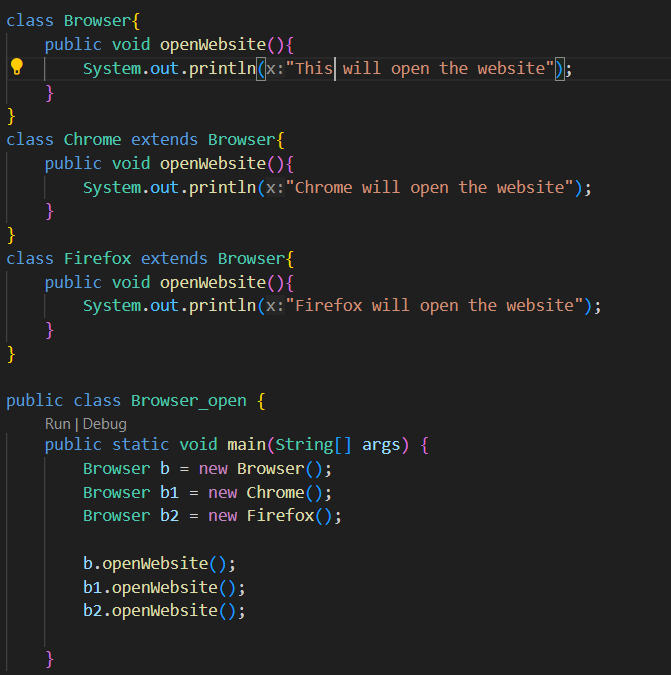 class Browser{
    public void openWebsite(){
        System.out.println(x:"This will open the website");
    }
}
class Chrome extends Browser{
    public void openWebsite(){
        System.out.println(x:"Chrome will open the website");
    }
}
class Firefox extends Browser{
    public void openWebsite(){
        System.out.println(x:"Firefox will open the website");
    }
}

public class Browser_open {
    Run | Debug
    public static void main(String[] args) {
        Browser b = new Browser();
        Browser b1 = new Chrome();
        Browser b2 = new Firefox();

        b.openWebsite();
        b1.openWebsite();
        b2.openWebsite();

    }